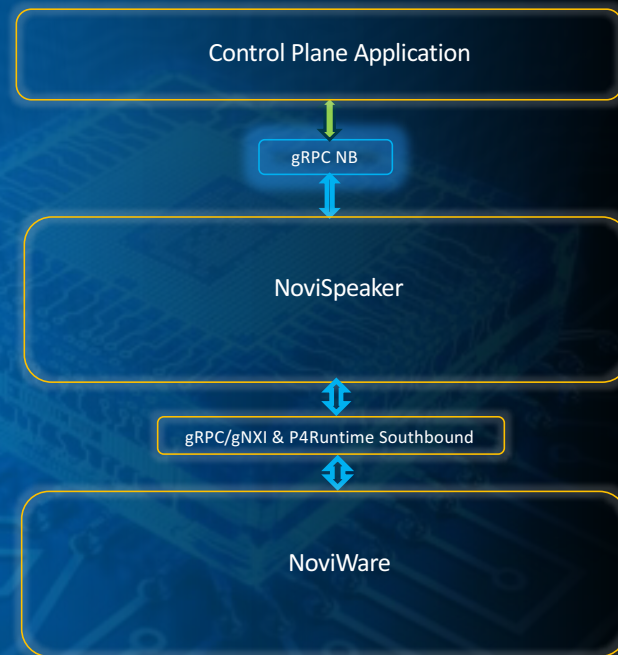 Control Plane Application
gRPC NB
NoviSpeaker
gRPC/gNXI & P4Runtime Southbound
NoviWare